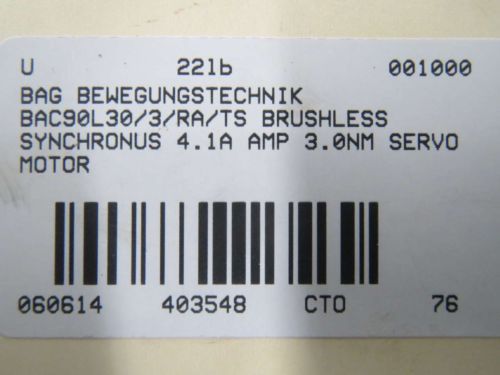 U 22lb 001000
BAG BEWEGUNGSTECHNIK
BAC90L30/3/RA/TS BRUSHLESS
SYNCHRONUS 4.1A AMP 3.0NM SERVO
MOTOR
060614 403548 CTO 76